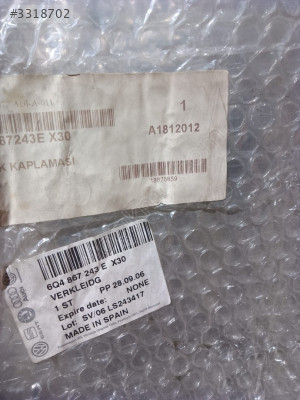 #3318702
67243E X30
1
A1812012
K KAPLAMASI
6Q4 867 243 E X30
VERKLEIDG
1 ST PP 28.09.06
Expire date: NONE
Lot: SV/06 LS243417
MADE IN SPAIN